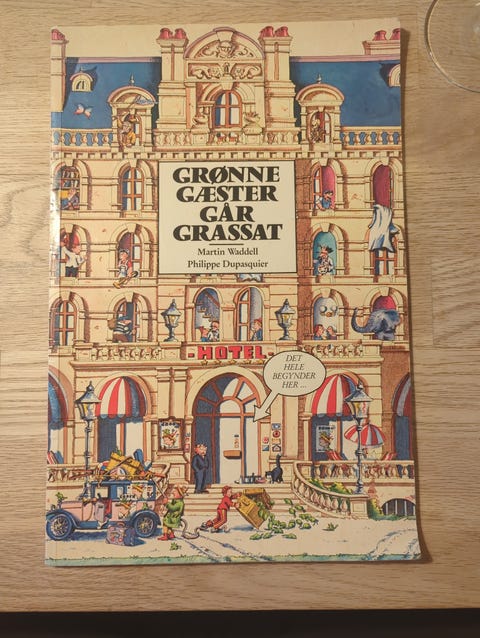 GRØNNE
GÆSTER
GÅR
GRASSAT
Martin Waddell
Philippe Dupasquier
HOTEL
DET
HELE
BEGYNDER
HER ...